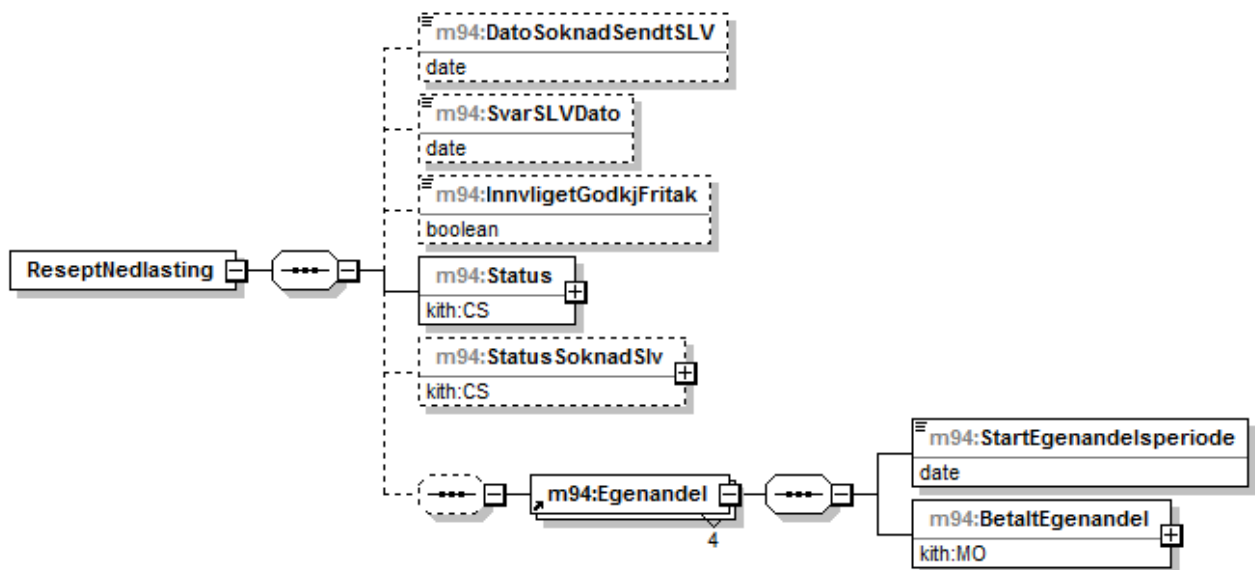 m94:DatoSoknadSendtSLV
date
m94:SvarSLVDato
date
m94:InnvligetGodkjFritak
boolean
ReseptNedlasting
m94:Status
kith:CS
m94:StatusSoknadSlv
kith:CS
m94:StartEgenandelsperiode
date
m94:Egenandel
4
m94:BetaltEgenandel
kith:MO